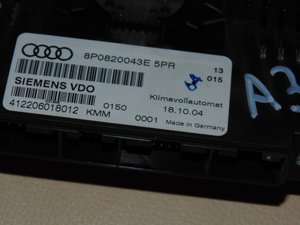 8P0820043E 5PR
13
015
SIEMENS VDO
Klimavollautomat
0150
18.10.04
412206018012 KMM
0001 Made in Germany
A3